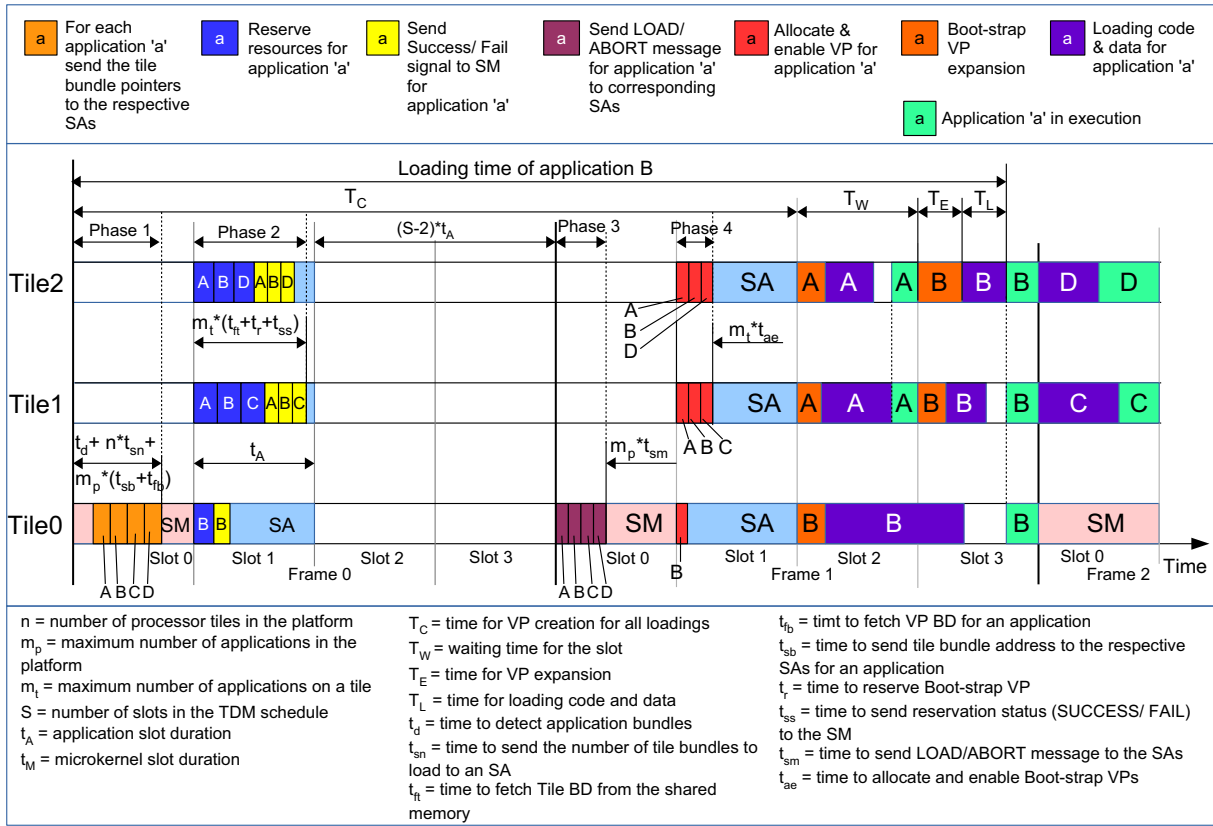 a
For each
application 'a'
send the tile
bundle pointers
to the respective
SAs
a
Reserve
resources for
application 'a'
a
Send
Success/ Fail
signal to SM
for
application 'a'
a
Send LOAD/
ABORT message
for application 'a'
to corresponding
SAs
a
Allocate &
enable VP for
application 'a'
a
Boot-strap
VP
expansion
a
Loading code
& data for
application 'a'
a
Application 'a' in execution
Loading time of application B
T_C T_W T_E T_L
Phase 1 Phase 2 (S-2)*t_A Phase 3 Phase 4
Tile2 A B D A B D SA A A A B B B D D
A
B
D
m_t*(t_ft+t_r+t_ss) m_t*t_ae
Tile1 A B C A B C SA A A A B B B C C
A B C
t_d+ n*t_sn+
m_p*(t_sb+t_fb)
t_A m_p*t_sm
Tile0 SM B B SA SM SA B B B SM
Slot 0 Slot 1 Slot 2 Slot 3 Slot 0 Slot 1 Slot 2 Slot 3 Slot 0
A B C D Frame 0 A B C D B Frame 1 Frame 2
Time
n = number of processor tiles in the platform
m_p = maximum number of applications in the
platform
m_t = maximum number of applications on a tile
S = number of slots in the TDM schedule
t_A = application slot duration
t_M = microkernel slot duration
T_C = time for VP creation for all loadings
T_W = waiting time for the slot
T_E = time for VP expansion
T_L = time for loading code and data
t_d = time to detect application bundles
t_sn = time to send the number of tile bundles to
load to an SA
t_ft = time to fetch Tile BD from the shared
memory
t_fb = timt to fetch VP BD for an application
t_sb = time to send tile bundle address to the respective
SAs for an application
t_r = time to reserve Boot-strap VP
t_ss = time to send reservation status (SUCCESS/ FAIL)
to the SM
t_sm = time to send LOAD/ABORT message to the SAs
t_ae = time to allocate and enable Boot-strap VPs